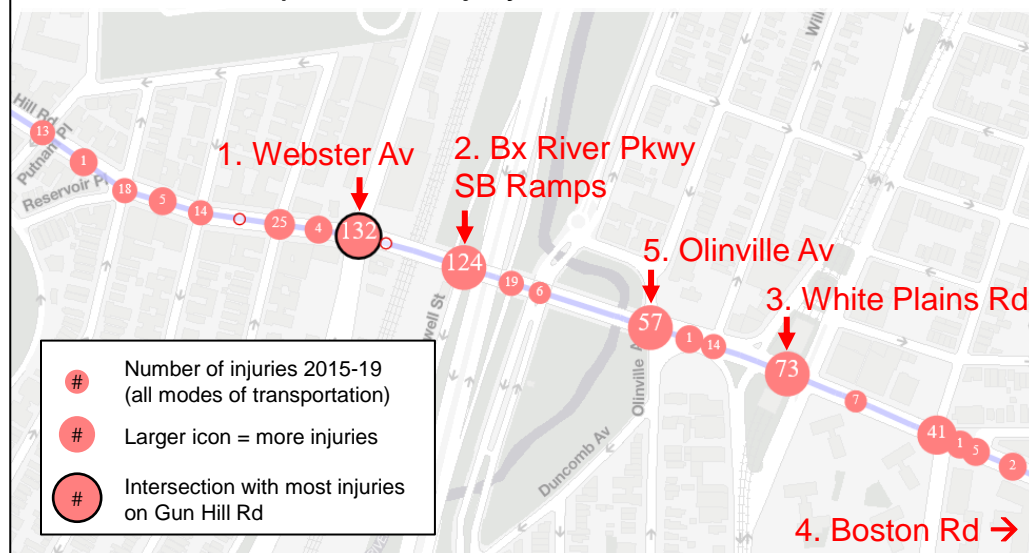 Hill Rd
Putnam Pl
Reservoir Pl
13
1
18
5
14
25
4
1. Webster Av
132
2. Bx River Pkwy
SB Ramps
124
19
6
5. Olinville Av
57
1
14
3. White Plains Rd
73
7
41
1
5
2
4. Boston Rd →
Olinville A
Duncomb Av
well St
Will
# Number of injuries 2015-19
(all modes of transportation)
# Larger icon = more injuries
# Intersection with most injuries
on Gun Hill Rd